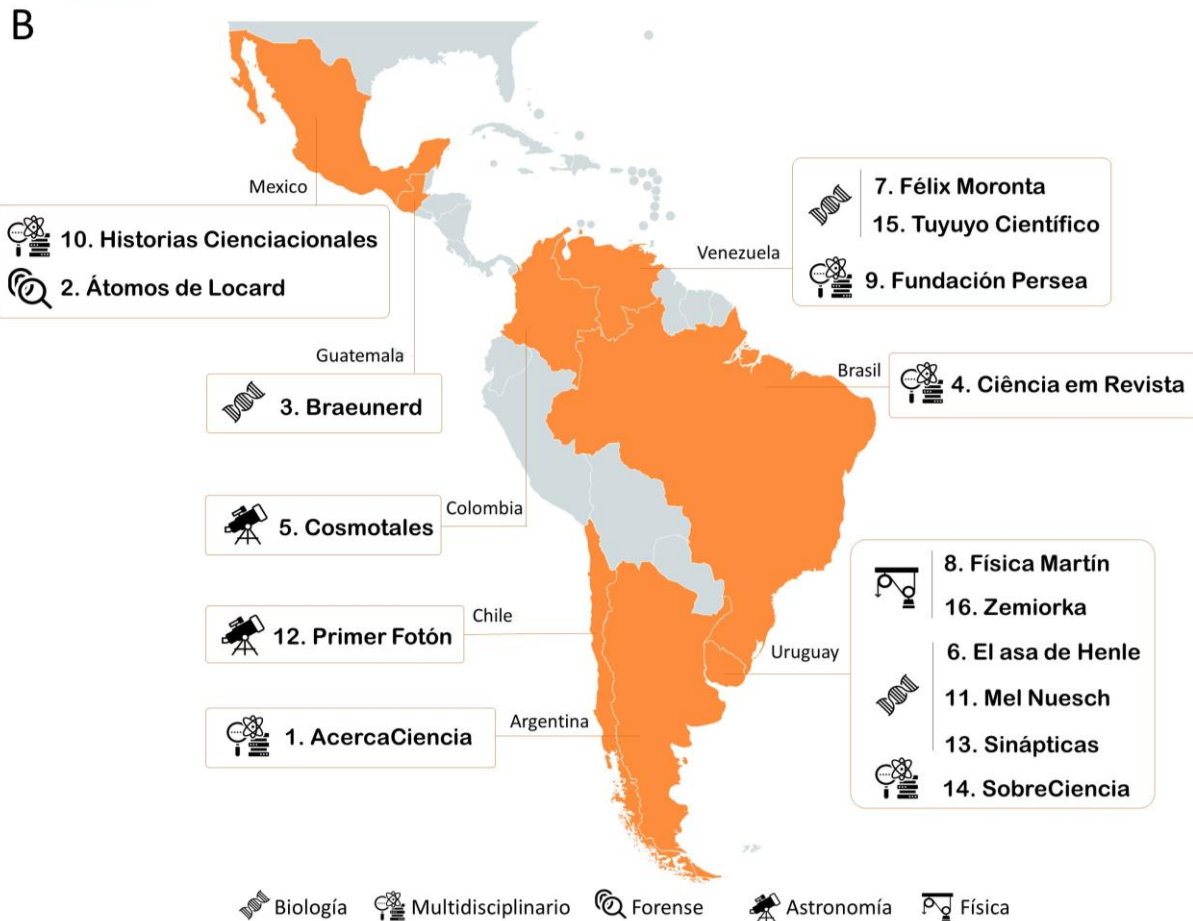 B
Mexico
10. Historias Cienciacionales
2. Átomos de Locard
Guatemala
3. Braeunerd
Colombia
5. Cosmotales
Chile
12. Primer Fotón
Argentina
1. AcercaCiencia
Venezuela
7. Félix Moronta
15. Tuyuyo Científico
9. Fundación Persea
Brasil
4. Ciência em Revista
Uruguay
8. Física Martín
16. Zemiorka
6. El asa de Henle
11. Mel Nuesch
13. Sinápticas
14. SobreCiencia
Biología Multidisciplinario Forense Astronomía Física